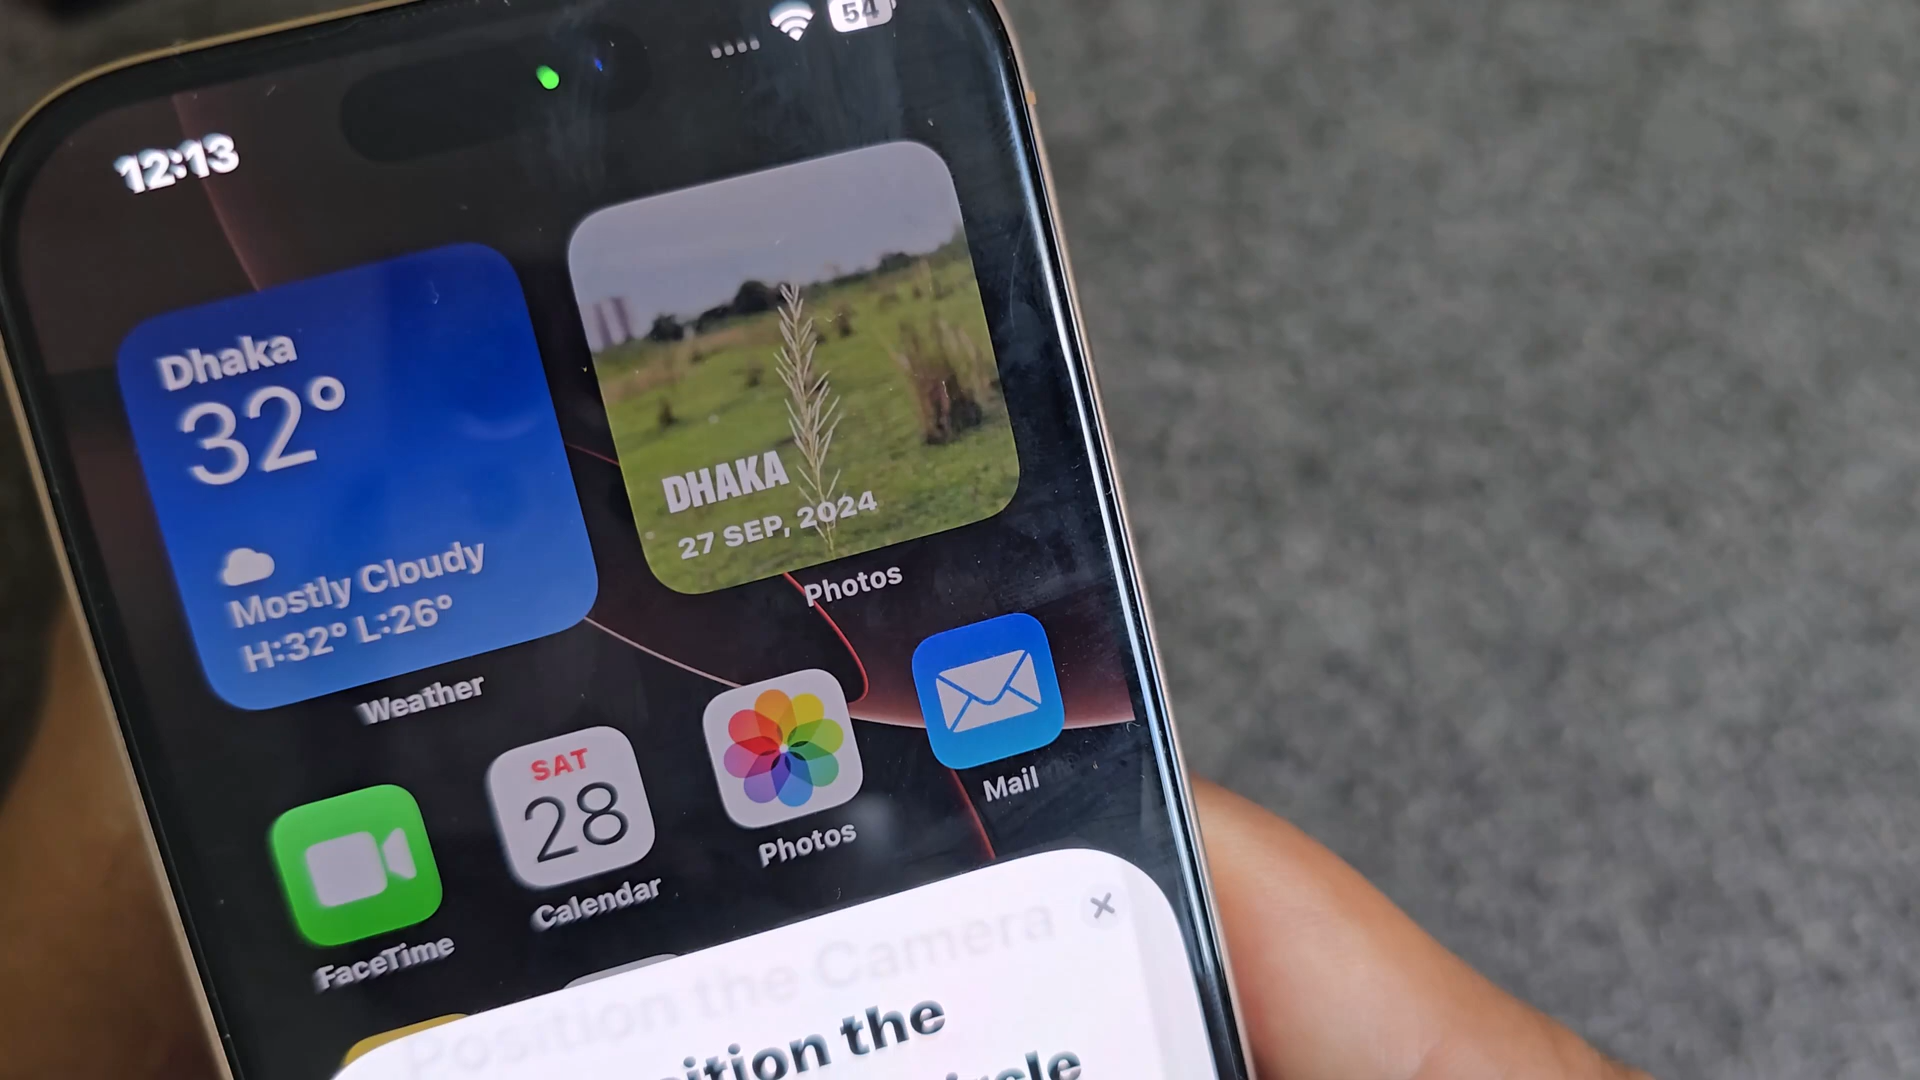 54
12:13
Dhaka
32°
Mostly Cloudy
H:32° L:26°
Weather
DHAKA
27 SEP, 2024
Photos
FaceTime
SAT
28
Calendar
Photos
Mail
Position the Camera
the